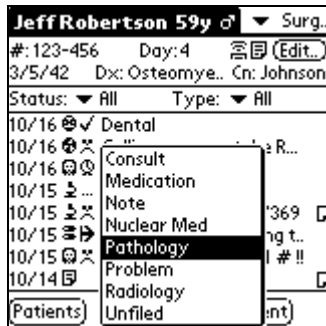 Jeff Robertson 59y ♂ ▼ Surg..
#: 123-456 Day: 4 (Edit..)
3/5/42 Dx: Osteomye.. Cn: Johnson
Status: ▼ All Type: ▼ All
10/16 Dental
10/16
10/16
10/15 ...
10/15 '369
10/15 ng t..
10/15 # !!
10/14
Consult
Medication
Note
Nuclear Med
Pathology
Problem
Radiology
Unfiled
Patients